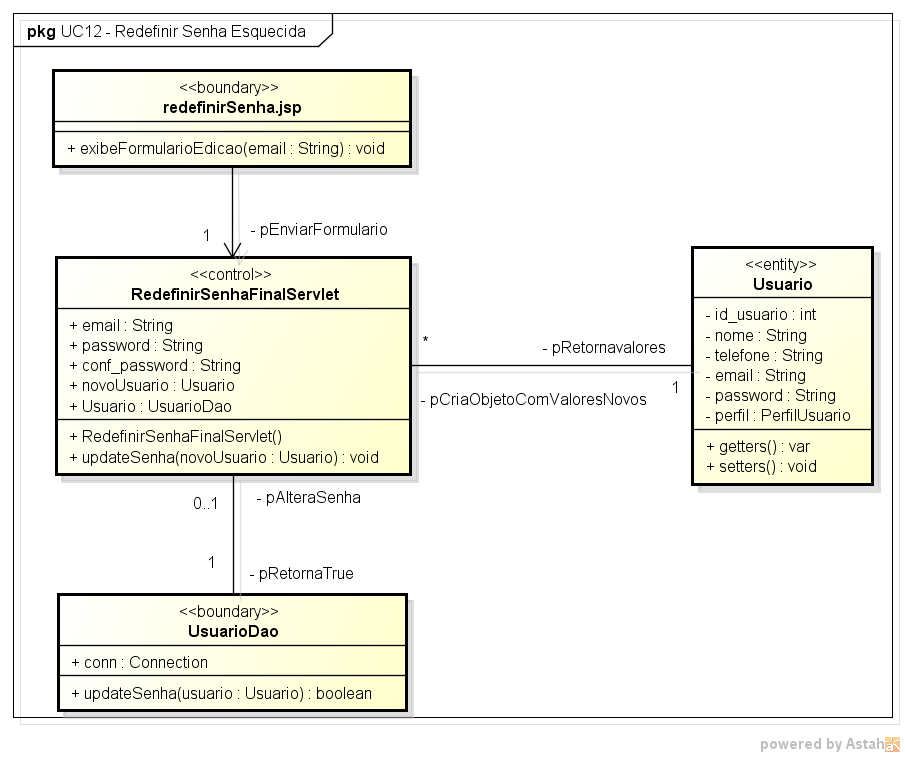 pkg UC12 - Redefinir Senha Esquecida
<<boundary>>
redefinirSenha.jsp
+ exibeFormularioEdicao(email : String) : void
1
- pEnviarFormulario
<<control>>
RedefinirSenhaFinalServlet
+ email : String
+ password : String
+ conf_password : String
+ novoUsuario : Usuario
+ Usuario : UsuarioDao
+ RedefinirSenhaFinalServlet()
+ updateSenha(novoUsuario : Usuario) : void
*
- pRetornavalores
- pCriaObjetoComValoresNovos
1
<<entity>>
Usuario
- id_usuario : int
- nome : String
- telefone : String
- email : String
- password : String
- perfil : PerfilUsuario
+ getters() : var
+ setters() : void
0..1
- pAlteraSenha
1
- pRetornaTrue
<<boundary>>
UsuarioDao
+ conn : Connection
+ updateSenha(usuario : Usuario) : boolean
powered by Astah